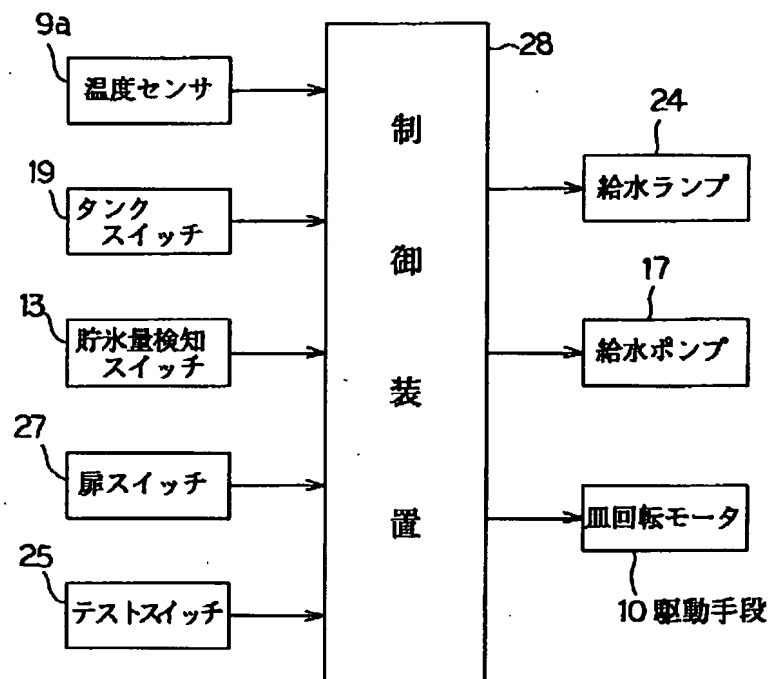 9a
温度センサ
19
タンク
スイッチ
13
貯氷量検知
スイッチ
27
扉スイッチ
25
テストスイッチ
28
制
御
装
置
24
給水ランプ
17
給水ポンプ
皿回転モータ
10 駆動手段